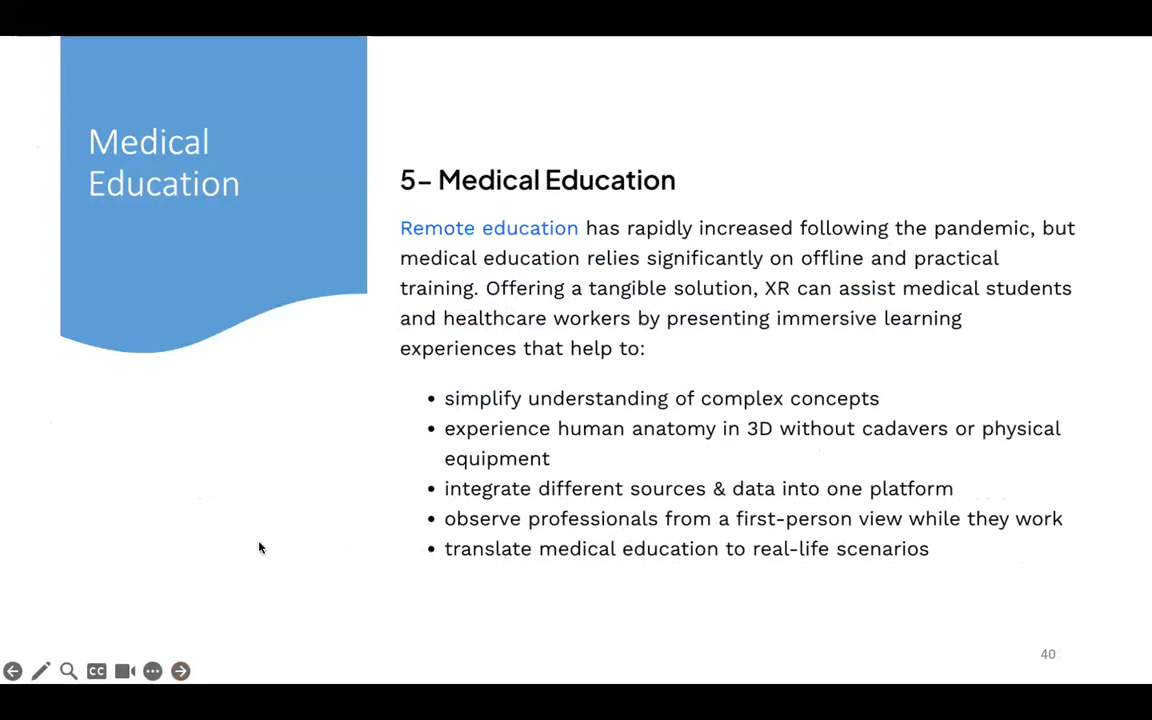 Medical
Education
5– Medical Education
Remote education has rapidly increased following the pandemic, but
medical education relies significantly on offline and practical
training. Offering a tangible solution, XR can assist medical students
and healthcare workers by presenting immersive learning
experiences that help to:
• simplify understanding of complex concepts
• experience human anatomy in 3D without cadavers or physical
equipment
• integrate different sources & data into one platform
• observe professionals from a first-person view while they work
• translate medical education to real-life scenarios
40
CC